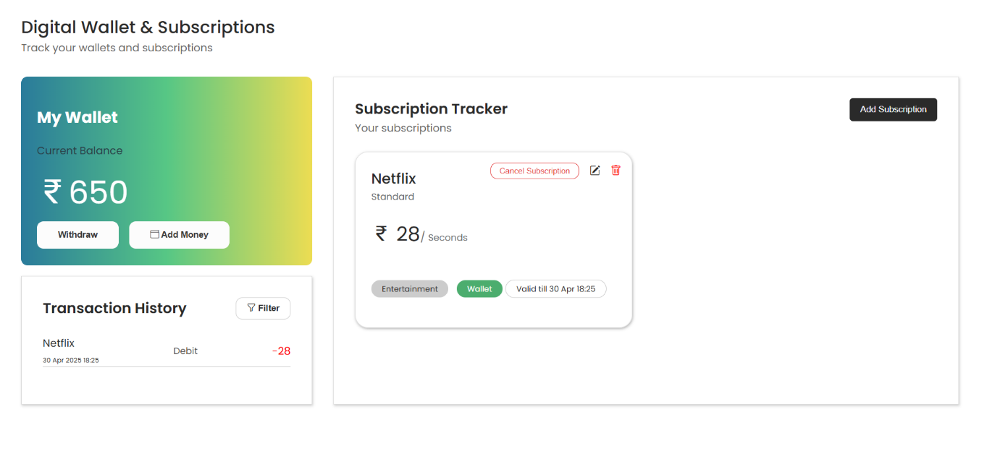 Digital Wallet & Subscriptions
Track your wallets and subscriptions
My Wallet
Current Balance
₹ 650
Withdraw
Add Money
Transaction History
Filter
Netflix
30 Apr 2025 18:25
Debit
-28
Subscription Tracker
Your subscriptions
Add Subscription
Cancel Subscription
Netflix
Standard
₹ 28/ Seconds
Entertainment
Wallet
Valid till 30 Apr 18:25